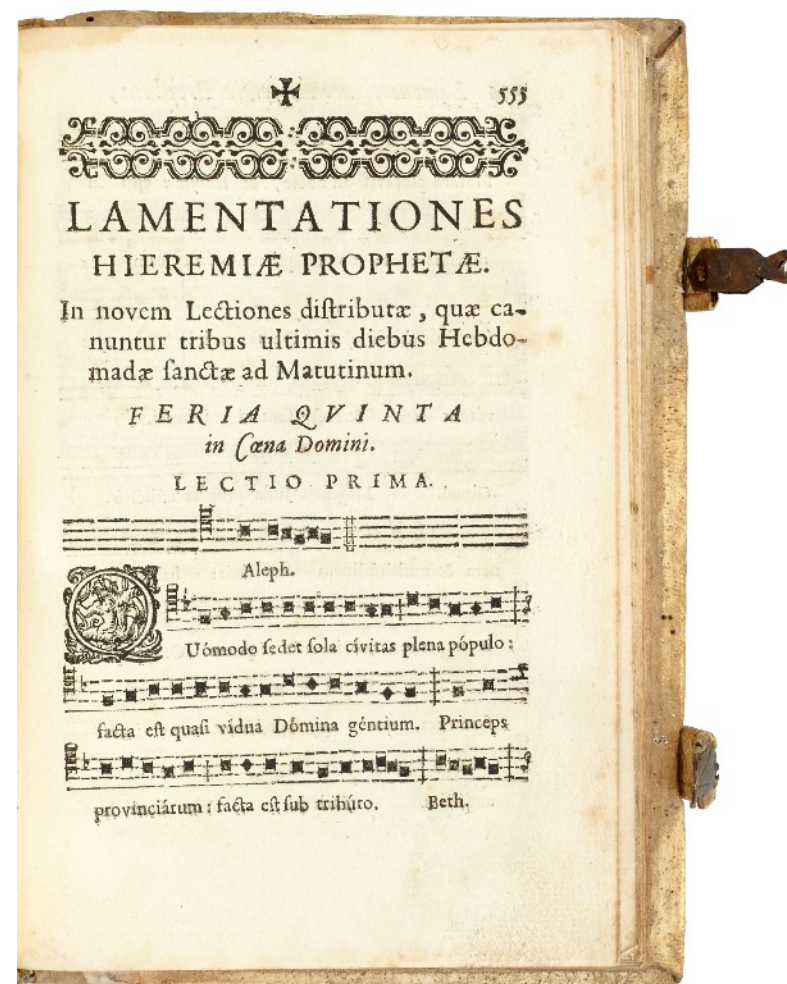 ✠ 553
LAMENTATIONES
HIEREMIÆ PROPHETÆ.
In novem Lectiones diſtributæ , quæ ca-
nuntur tribus ultimis diebus Hebdo-
madæ ſanctæ ad Matutinum.
FERIA QVINTA
in Cœna Domini.
LECTIO PRIMA.
Aleph.
QUómodo ſedet ſola cívitas plena pópulo :
facta eſt quaſi vídua Dómina géntium. Princeps
provinciárum : facta eſt ſub tribúto. Beth.